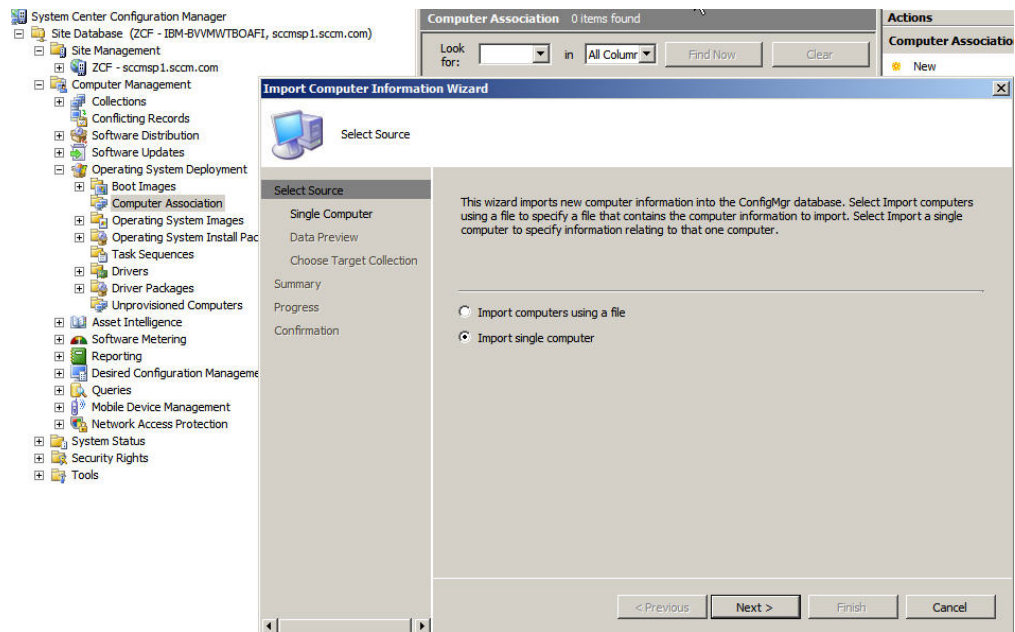 System Center Configuration Manager
Site Database (ZCF - IBM-BVVMWTBOAFI, sccmsp1.sccm.com)
Site Management
ZCF - sccmsp1.sccm.com
Computer Management
Collections
Conflicting Records
Software Distribution
Software Updates
Operating System Deployment
Boot Images
Computer Association
Operating System Images
Operating System Install Pac
Task Sequences
Drivers
Driver Packages
Unprovisioned Computers
Asset Intelligence
Software Metering
Reporting
Desired Configuration Manageme
Queries
Mobile Device Management
Network Access Protection
System Status
Security Rights
Tools
Computer Association 0 items found
Look for: in All Columr Find Now Clear
Actions
Computer Associatio
New
Import Computer Information Wizard
Select Source
Select Source
Single Computer
Data Preview
Choose Target Collection
Summary
Progress
Confirmation
This wizard imports new computer information into the ConfigMgr database. Select Import computers
using a file to specify a file that contains the computer information to import. Select Import a single
computer to specify information relating to that one computer.
Import computers using a file
Import single computer
< Previous Next > Finish Cancel